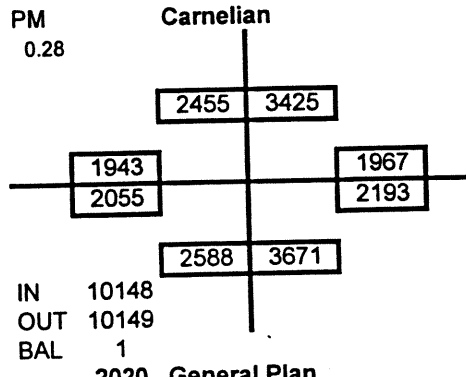 PM Carnelian
0.28
2455 3425
1943 1967
2055 2193
2588 3671
IN 10148
OUT 10149
BAL 1
2020 General Plan